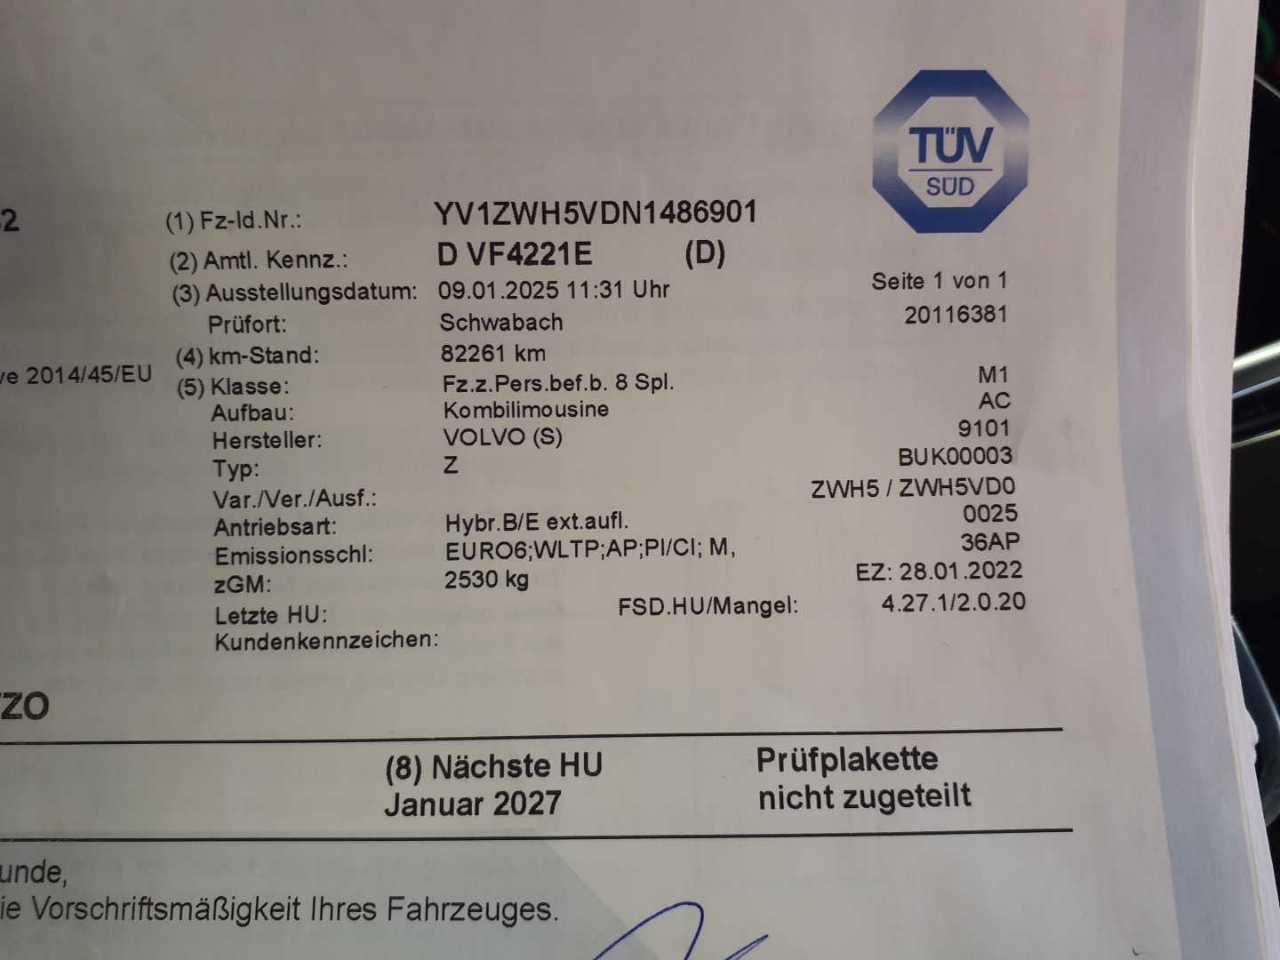 TÜV
SÜD
2 (1) Fz-Id.Nr.: YV1ZWH5VDN1486901
(2) Amtl. Kennz.: D VF4221E (D)
(3) Ausstellungsdatum: 09.01.2025 11:31 Uhr Seite 1 von 1
Prüfort: Schwabach 20116381
(4) km-Stand: 82261 km
2014/45/EU (5) Klasse: Fz.z.Pers.bef.b. 8 Spl. M1
Aufbau: Kombilimousine AC
Hersteller: VOLVO (S) 9101
Typ: Z BUK00003
Var./Ver./Ausf.: ZWH5 / ZWH5VD0
Antriebsart: Hybr.B/E ext.aufl. 0025
Emissionsschl: EURO6;WLTP;AP;PI/CI; M, 36AP
zGM: 2530 kg EZ: 28.01.2022
Letzte HU: FSD.HU/Mangel: 4.27.1/2.0.20
Kundenkennzeichen:
ZO
(8) Nächste HU Prüfplakette
Januar 2027 nicht zugeteilt
unde,
ie Vorschriftsmäßigkeit Ihres Fahrzeuges.